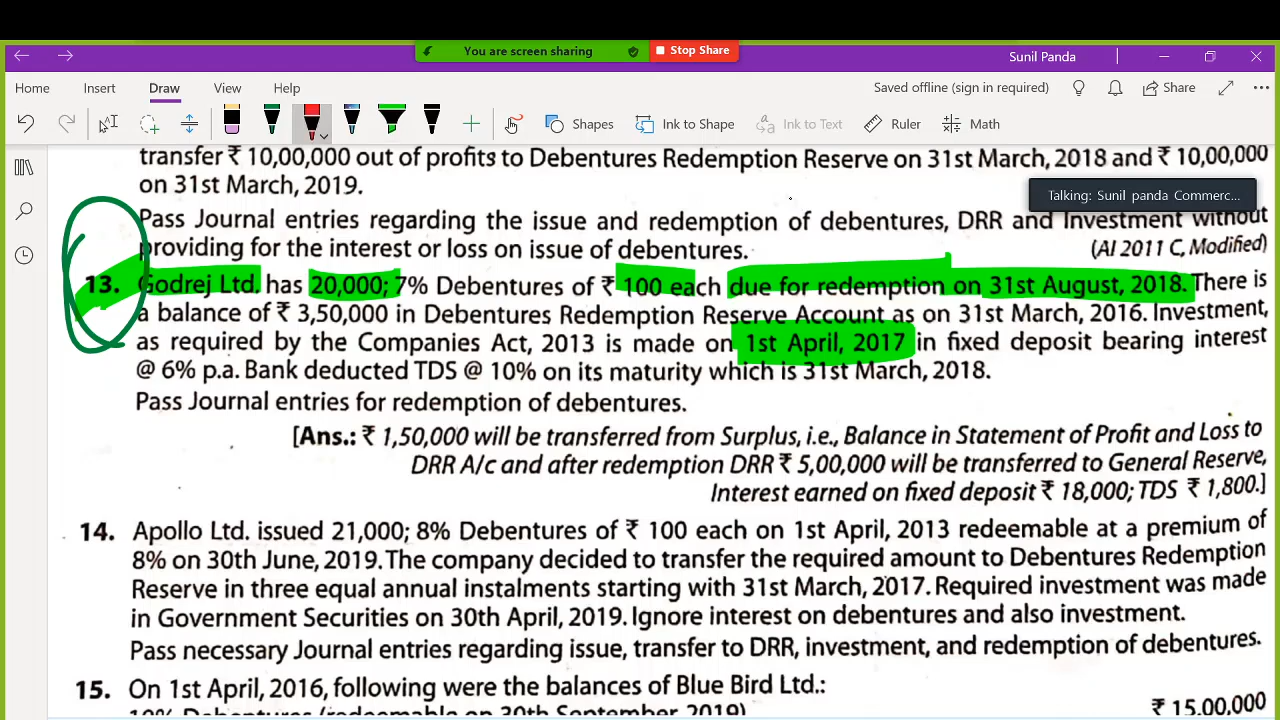 You are screen sharing
Stop Share
Sunil Panda
Home Insert Draw View Help
Saved offline (sign in required)
Share
Shapes
Ink to Shape
Ink to Text
Ruler
Math
Talking: Sunil panda Commerc...
transfer ₹ 10,00,000 out of profits to Debentures Redemption Reserve on 31st March, 2018 and ₹ 10,00,000
on 31st March, 2019.
Pass Journal entries regarding the issue and redemption of debentures, DRR and Investment without
providing for the interest or loss on issue of debentures. (AI 2011 C, Modified)
13. Godrej Ltd. has 20,000; 7% Debentures of ₹ 100 each due for redemption on 31st August, 2018. There is
a balance of ₹ 3,50,000 in Debentures Redemption Reserve Account as on 31st March, 2016. Investment,
as required by the Companies Act, 2013 is made on 1st April, 2017 in fixed deposit bearing interest
@ 6% p.a. Bank deducted TDS @ 10% on its maturity which is 31st March, 2018.
Pass Journal entries for redemption of debentures.
[Ans.: ₹ 1,50,000 will be transferred from Surplus, i.e., Balance in Statement of Profit and Loss to
DRR A/c and after redemption DRR ₹ 5,00,000 will be transferred to General Reserve,
Interest earned on fixed deposit ₹ 18,000; TDS ₹ 1,800.]
14. Apollo Ltd. issued 21,000; 8% Debentures of ₹ 100 each on 1st April, 2013 redeemable at a premium of
8% on 30th June, 2019. The company decided to transfer the required amount to Debentures Redemption
Reserve in three equal annual instalments starting with 31st March, 2017. Required investment was made
in Government Securities on 30th April, 2019. Ignore interest on debentures and also investment.
Pass necessary Journal entries regarding issue, transfer to DRR, investment, and redemption of debentures.
15. On 1st April, 2016, following were the balances of Blue Bird Ltd.:
10% Debentures (redeemable on 30th September, 2019) ₹ 15,00,000